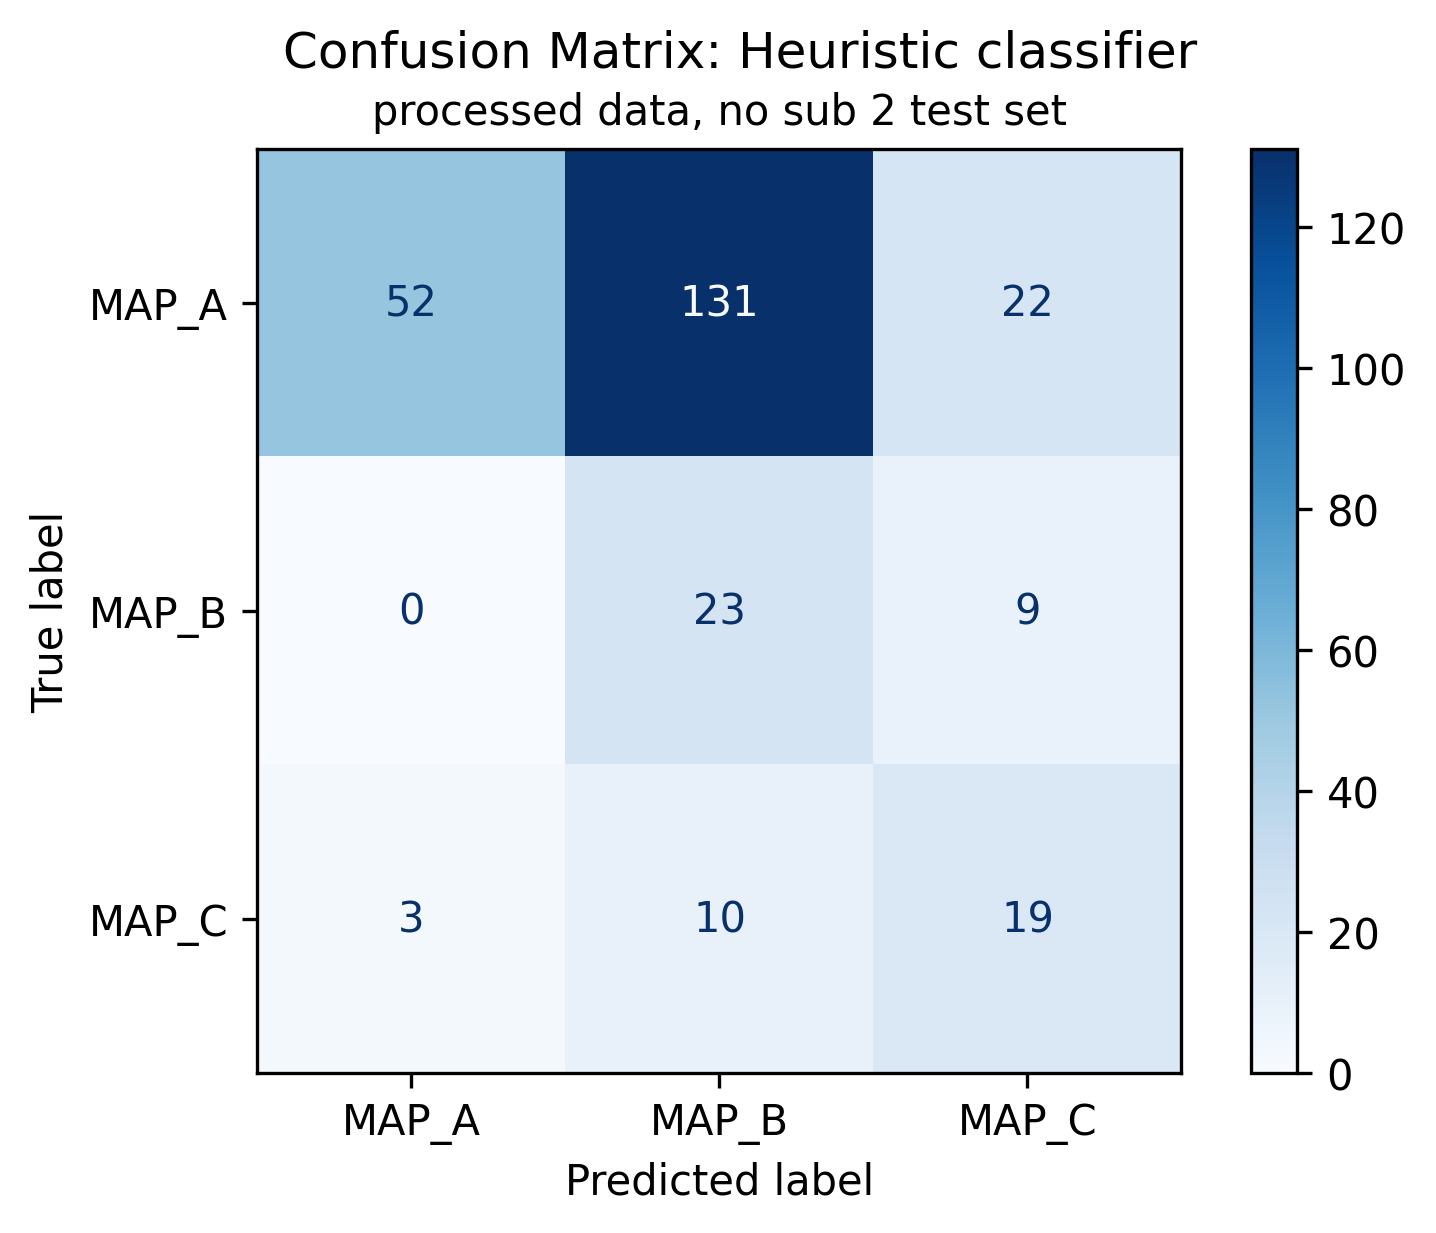 Confusion Matrix: Heuristic classifier
processed data, no sub 2 test set
True label
MAP_A
52
131
22
MAP_B
0
23
9
MAP_C
3
10
19
MAP_A
MAP_B
MAP_C
Predicted label
120
100
80
60
40
20
0